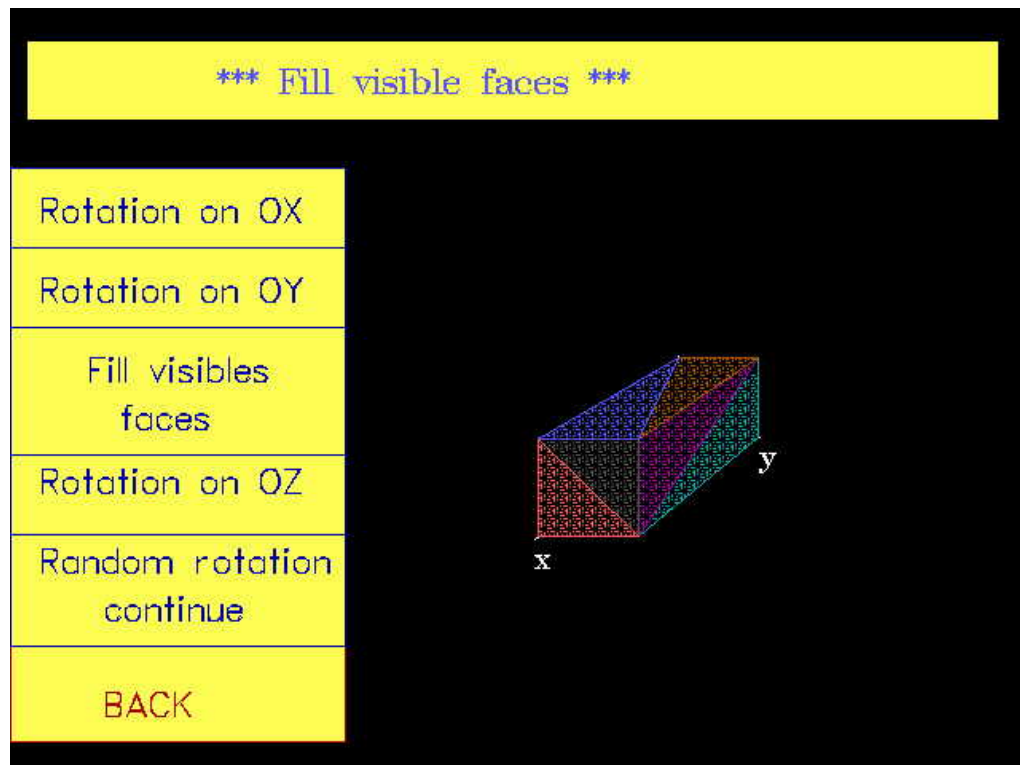 *** Fill visible faces ***
Rotation on OX
Rotation on OY
Fill visibles
faces
Rotation on OZ
Random rotation
continue
BACK
y
x